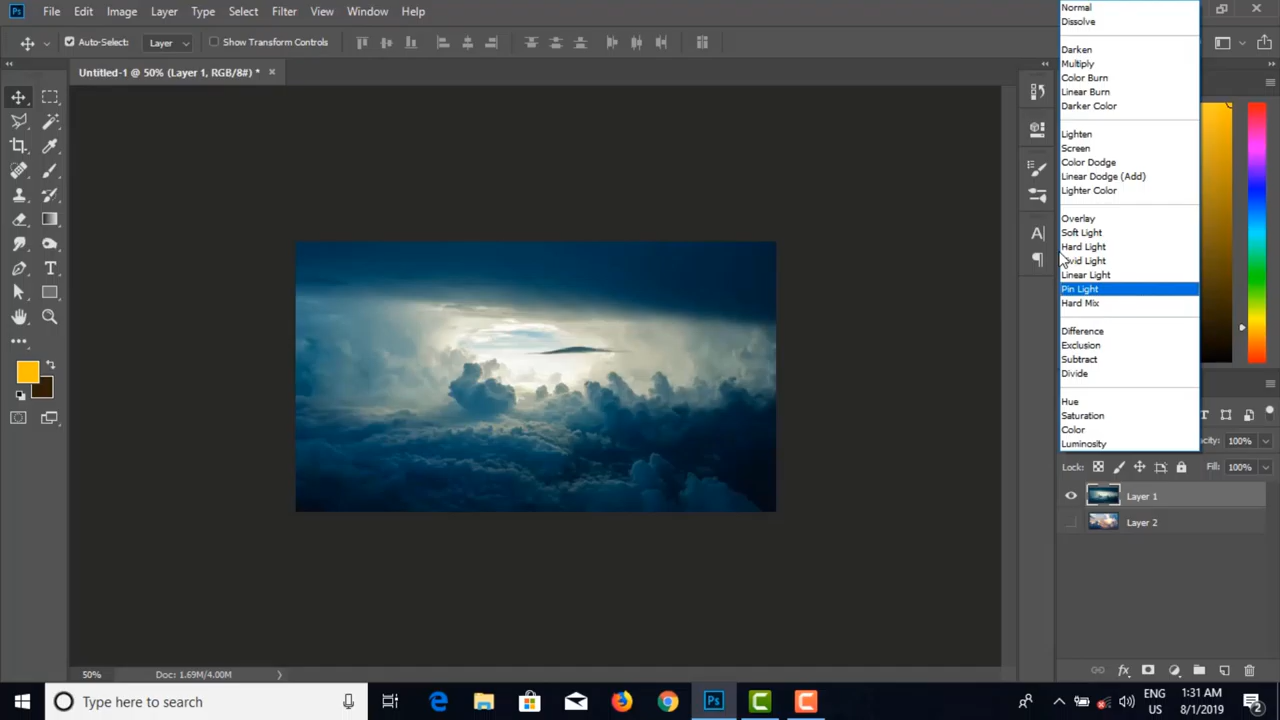 Ps File Edit Image Layer Type Select Filter View Window Help
Auto-Select: Layer Show Transform Controls
Untitled-1 @ 50% (Layer 1, RGB/8#) *
Normal
Dissolve
Darken
Multiply
Color Burn
Linear Burn
Darker Color
Lighten
Screen
Color Dodge
Linear Dodge (Add)
Lighter Color
Overlay
Soft Light
Hard Light
Light
Linear Light
Pin Light
Hard Mix
Difference
Exclusion
Subtract
Divide
Hue
Saturation
Color
Luminosity
100%
Lock: Fill: 100%
Layer 1
Layer 2
fx
50% Doc: 1.69M/4.00M
Type here to search
Ps
ENG
US
1:31 AM
8/1/2019
2